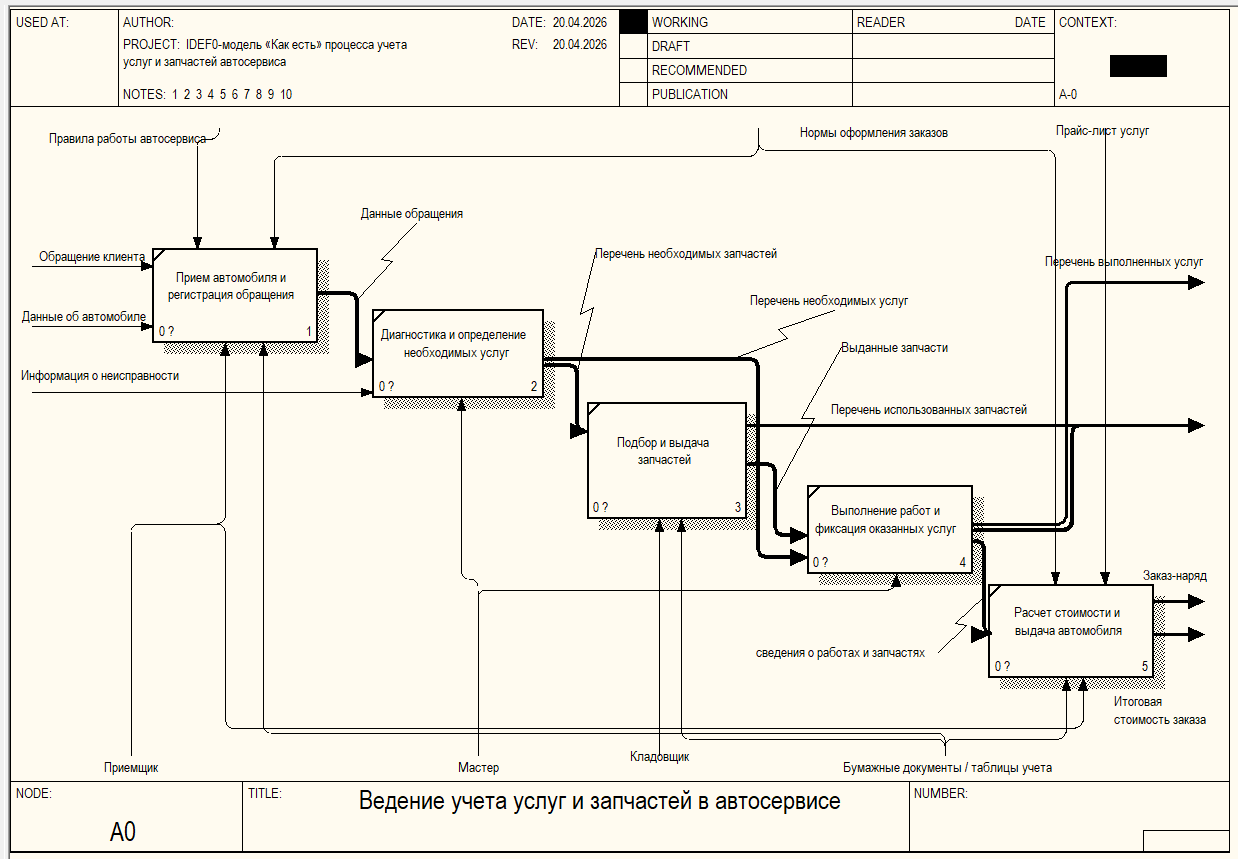 USED AT:
AUTHOR:
DATE: 20.04.2026
PROJECT: IDEF0-модель «Как есть» процесса учета
услуг и запчастей автосервиса
REV: 20.04.2026
NOTES: 1 2 3 4 5 6 7 8 9 10
WORKING
DRAFT
RECOMMENDED
PUBLICATION
READER
DATE
CONTEXT:
A-0
Правила работы автосервиса
Нормы оформления заказов
Прайс-лист услуг
Данные обращения
Обращение клиента
Перечень необходимых запчастей
Перечень выполненных услуг
Прием автомобиля и
регистрация обращения
0 ?
1
Данные об автомобиле
Перечень необходимых услуг
Диагностика и определение
необходимых услуг
0 ?
2
Выданные запчасти
Информация о неисправности
Перечень использованных запчастей
Подбор и выдача
запчастей
0 ?
3
Выполнение работ и
фиксация оказанных услуг
0 ?
4
Заказ-наряд
Расчет стоимости и
выдача автомобиля
0 ?
5
сведения о работах и запчастях
Итоговая
стоимость заказа
Приемщик
Мастер
Кладовщик
Бумажные документы / таблицы учета
NODE:
A0
TITLE:
Ведение учета услуг и запчастей в автосервисе
NUMBER: